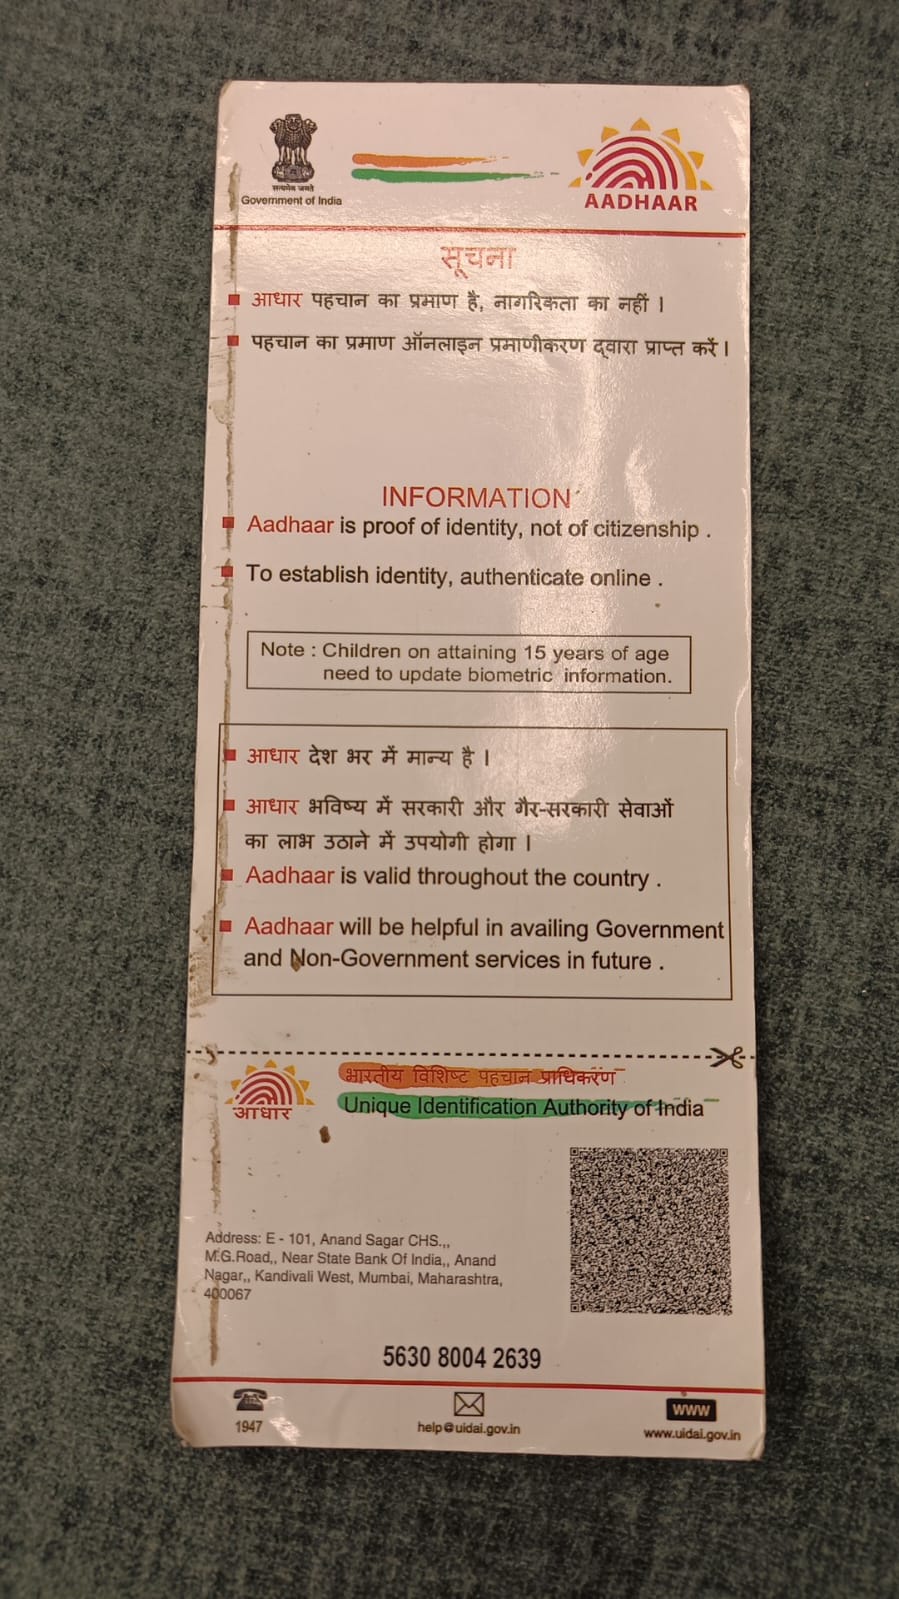 सत्यमेव जयते
Government of India
AADHAAR
सूचना
आधार पहचान का प्रमाण है, नागरिकता का नहीं ।
पहचान का प्रमाण ऑनलाइन प्रमाणीकरण द्वारा प्राप्त करें ।
INFORMATION
Aadhaar is proof of identity, not of citizenship .
To establish identity, authenticate online .
Note : Children on attaining 15 years of age
need to update biometric information.
आधार देश भर में मान्य है ।
आधार भविष्य में सरकारी और गैर-सरकारी सेवाओं
का लाभ उठाने में उपयोगी होगा ।
Aadhaar is valid throughout the country .
Aadhaar will be helpful in availing Government
and Non-Government services in future .
आधार
भारतीय विशिष्ट पहचान प्राधिकरण
Unique Identification Authority of India
Address: E - 101, Anand Sagar CHS.,,
M.G.Road,, Near State Bank Of India,, Anand
Nagar,, Kandivali West, Mumbai, Maharashtra,
400067
5630 8004 2639
1947
help@uidai.gov.in
www
www.uidai.gov.in